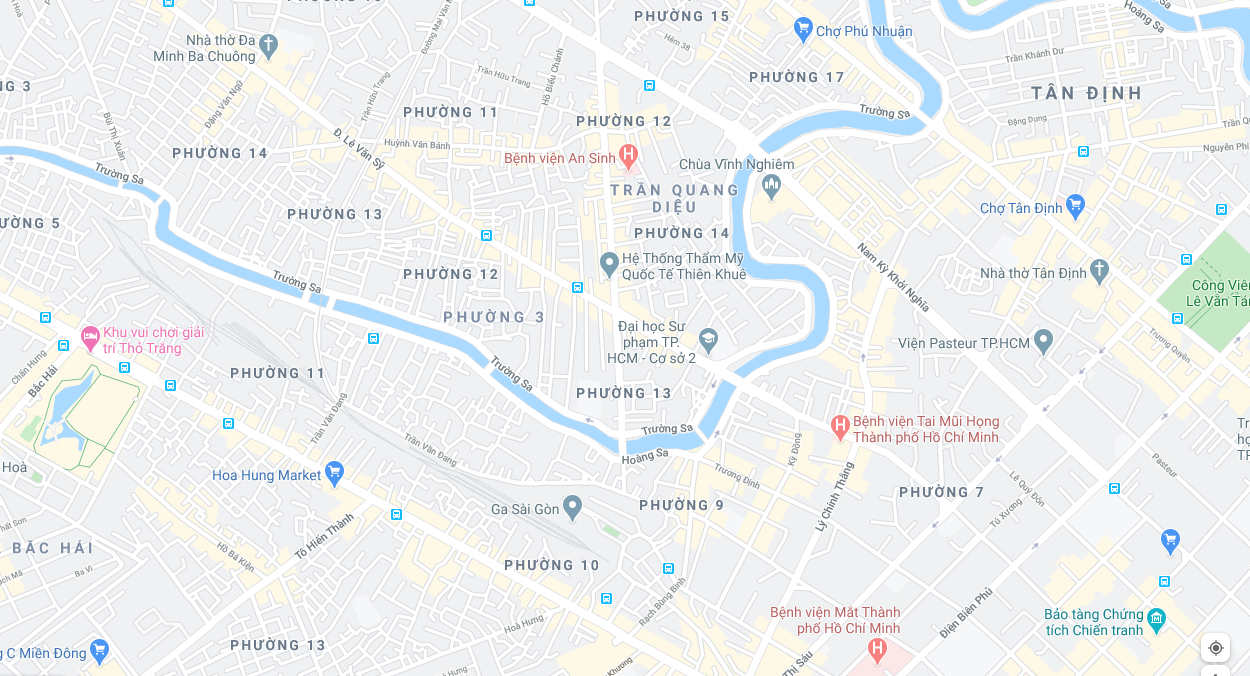 PHƯỜNG 15
Chợ Phú Nhuận
Hoàng Sa
Hẻm 38
Nhà thờ Đa
Minh Ba Chuông
Trần Khánh Dư
Trần Hữu Trang
Hồ Biểu Chánh
Trần Hữu Trang
PHƯỜNG 17
TÂN ĐỊNH
NG 3
Đặng Văn Ngữ
PHƯỜNG 11
PHƯỜNG 12
Trường Sa
Đặng Dung
Bùi Thị Xuân
Đ. Lê Văn Sỹ
Huỳnh Văn Bánh
PHƯỜNG 14
Bệnh viện An Sinh
Chùa Vĩnh Nghiêm
Nguyễn Phi
Trường Sa
TRẦN QUANG
DIỆU
PHƯỜNG 13
Chợ Tân Định
ƯỜNG 5
PHƯỜNG 14
Nam Kỳ Khởi Nghĩa
Hệ Thống Thẩm Mỹ
Quốc Tế Thiên Khuê
PHƯỜNG 12
Nhà thờ Tân Định
Trường Sa
Công Viên
Lê Văn Tám
PHƯỜNG 3
Khu vui chơi giải
trí Thỏ Trắng
Đại học Sư
phạm TP.
HCM - Cơ sở 2
Viện Pasteur TP.HCM
Trương Quyền
Chấn Hưng
Bắc Hải
PHƯỜNG 11
Trường Sa
PHƯỜNG 13
Trần Văn Đang
Trường Sa
Bệnh viện Tai Mũi Họng
Thành phố Hồ Chí Minh
Trần Văn Đang
Hoàng Sa
Kỳ Đồng
Hoà
Hoa Hung Market
Trương Định
Pasteur
Lý Chính Thắng
PHƯỜNG 7
Lê Quý Đôn
Ga Sài Gòn
PHƯỜNG 9
Tú Xương
Tô Hiến Thành
BẮC HẢI
Hồ Bá Kiện
Ba Vì
PHƯỜNG 10
Rạch Bùng Binh
Điện Biên Phủ
Bệnh viện Mắt Thành
phố Hồ Chí Minh
Bảo tàng Chứng
tích Chiến tranh
Hoà Hưng
PHƯỜNG 13
g C Miền Đông
Thị Sáu